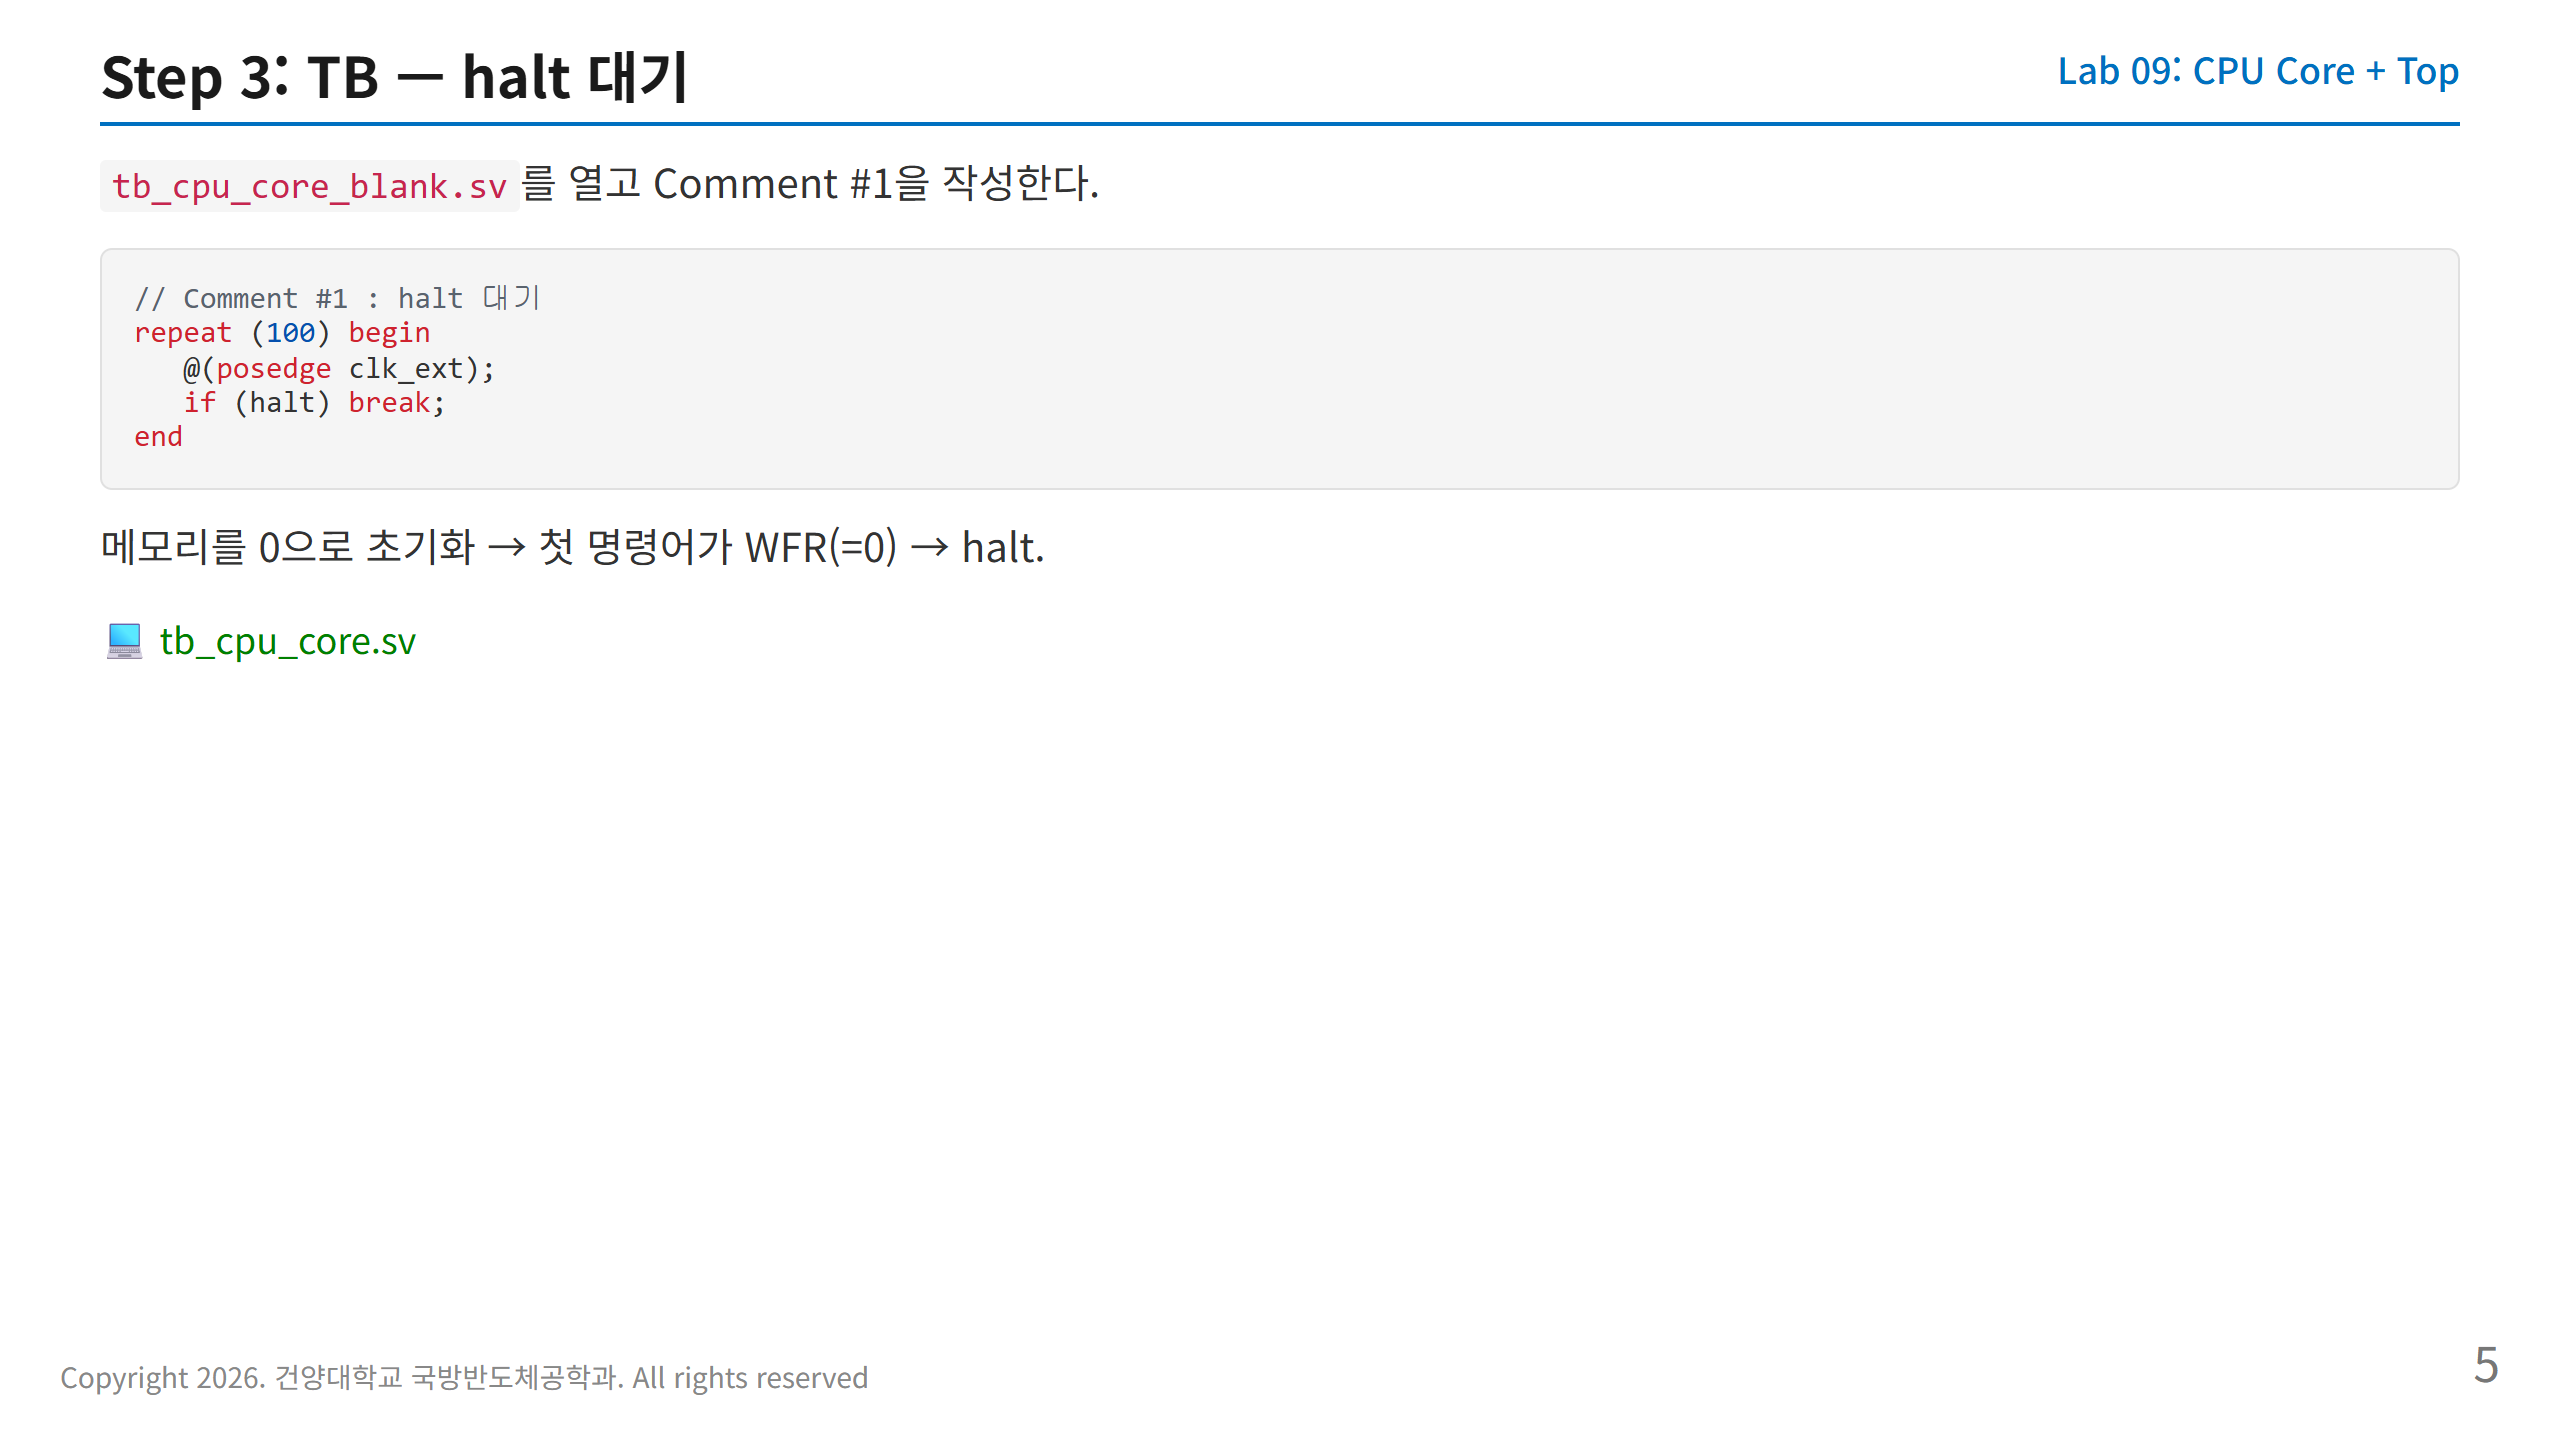 Step 3: TB — halt 대기
Lab 09: CPU Core + Top
tb_cpu_core_blank.sv를 열고 Comment #1을 작성한다.
// Comment #1 : halt 대기
repeat (100) begin
   @(posedge clk_ext);
   if (halt) break;
end
메모리를 0으로 초기화 → 첫 명령어가 WFR(=0) → halt.
💻 tb_cpu_core.sv
Copyright 2026. 건양대학교 국방반도체공학과. All rights reserved
5